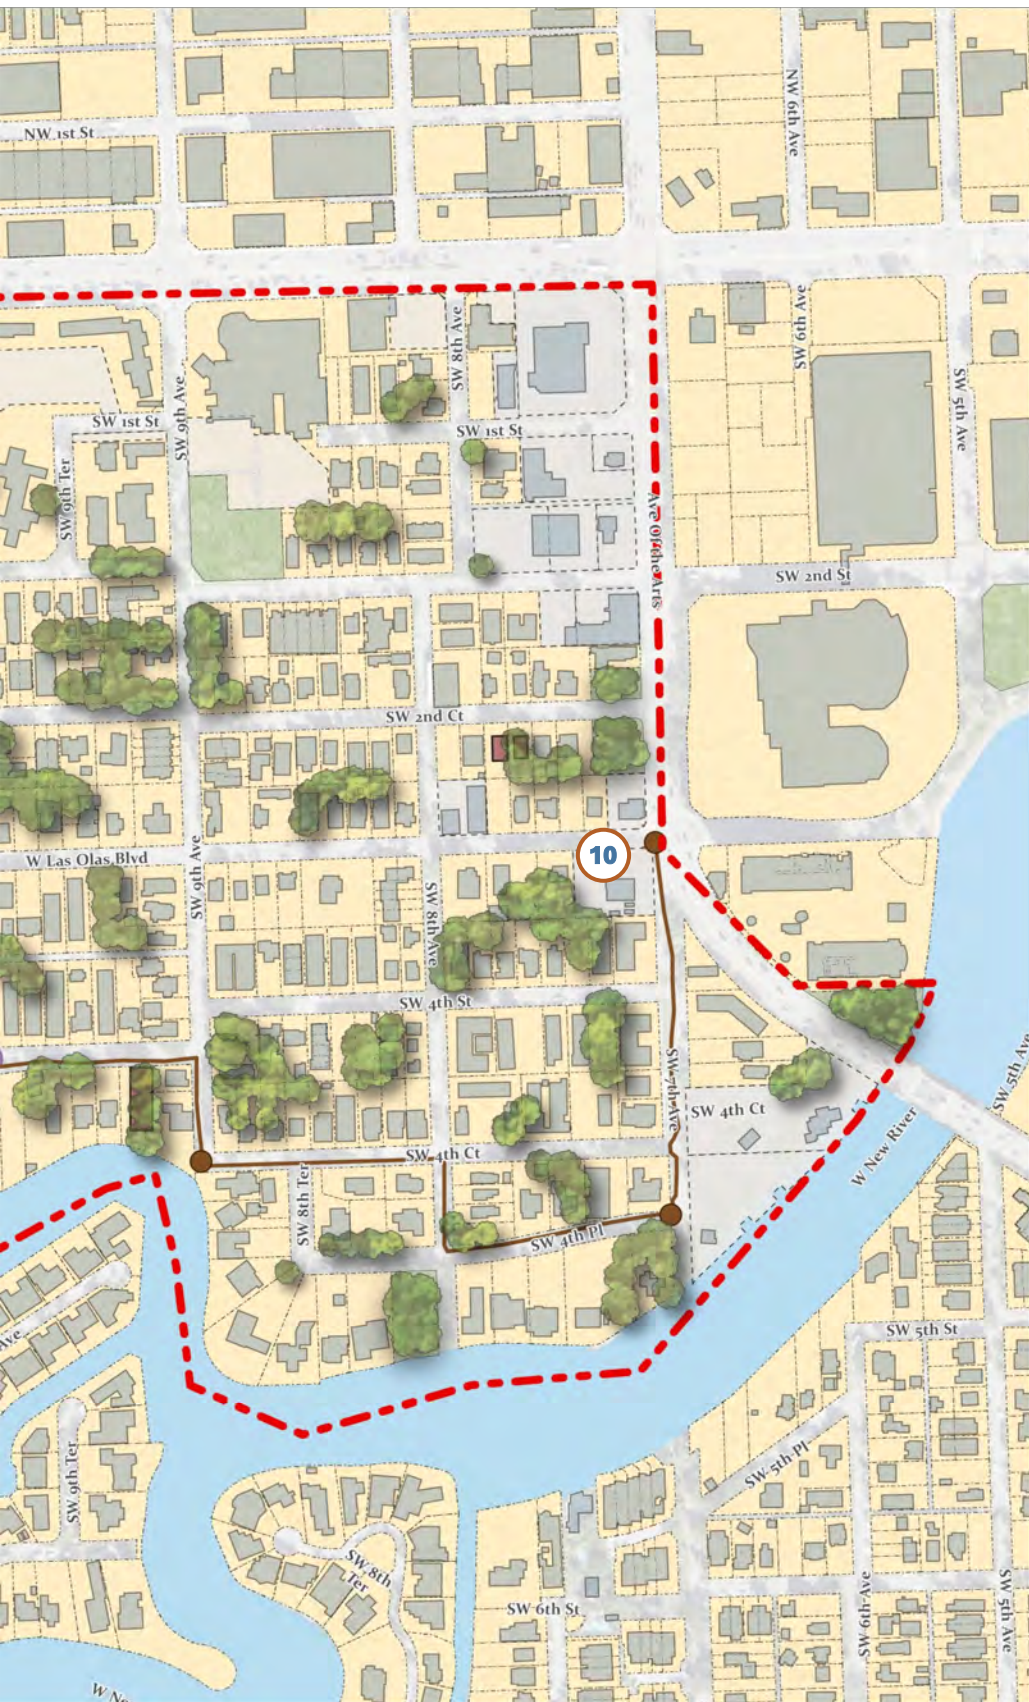 NW 1st St
NW 6th Ave
SW 8th Ave
SW 6th Ave
SW 5th Ave
SW 9th Ave
SW 1st St
SW 1st St
SW 9th Ter
Ave Of the Arts
SW 2nd St
SW 2nd Ct
W Las Olas Blvd
SW 9th Ave
10
SW 8th Ave
SW 4th St
SW 7th Ave
SW 4th Ct
SW 5th Ave
W New River
SW 4th Ct
SW 8th Ter
SW 4th Pl
Ave
SW 5th St
SW 9th Ter
SW 5th Pl
SW 8th
Ter
SW 6th St
SW 6th Ave
SW 5th Ave